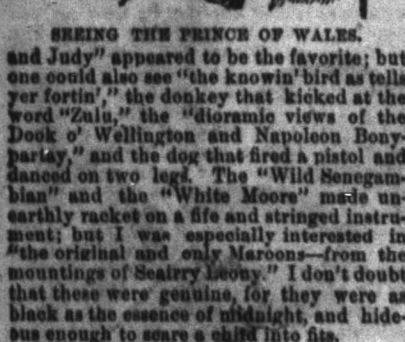 SEEING THE PRINCE OF WALES.
and Judy" appeared to be the favorite; but
one could also see "the knowin' bird as tells
yer fortin'," the donkey that kicked at the
word "Zulu," the "dioramic views of the
Dook o' Wellington and Napoleon Bony-
partay," and the dog that fired a pistol and
danced on two legs. The "Wild Senegam-
bian" and the "White Moore" made un-
earthly racket on a fife and stringed instru-
ment; but I was especially interested in
"the original and only Maroons—from the
mountings of Seairry Leony." I don't doubt
that these were genuine, for they were as
black as the essence of midnight, and hide-
ous enough to scare a child into fits.